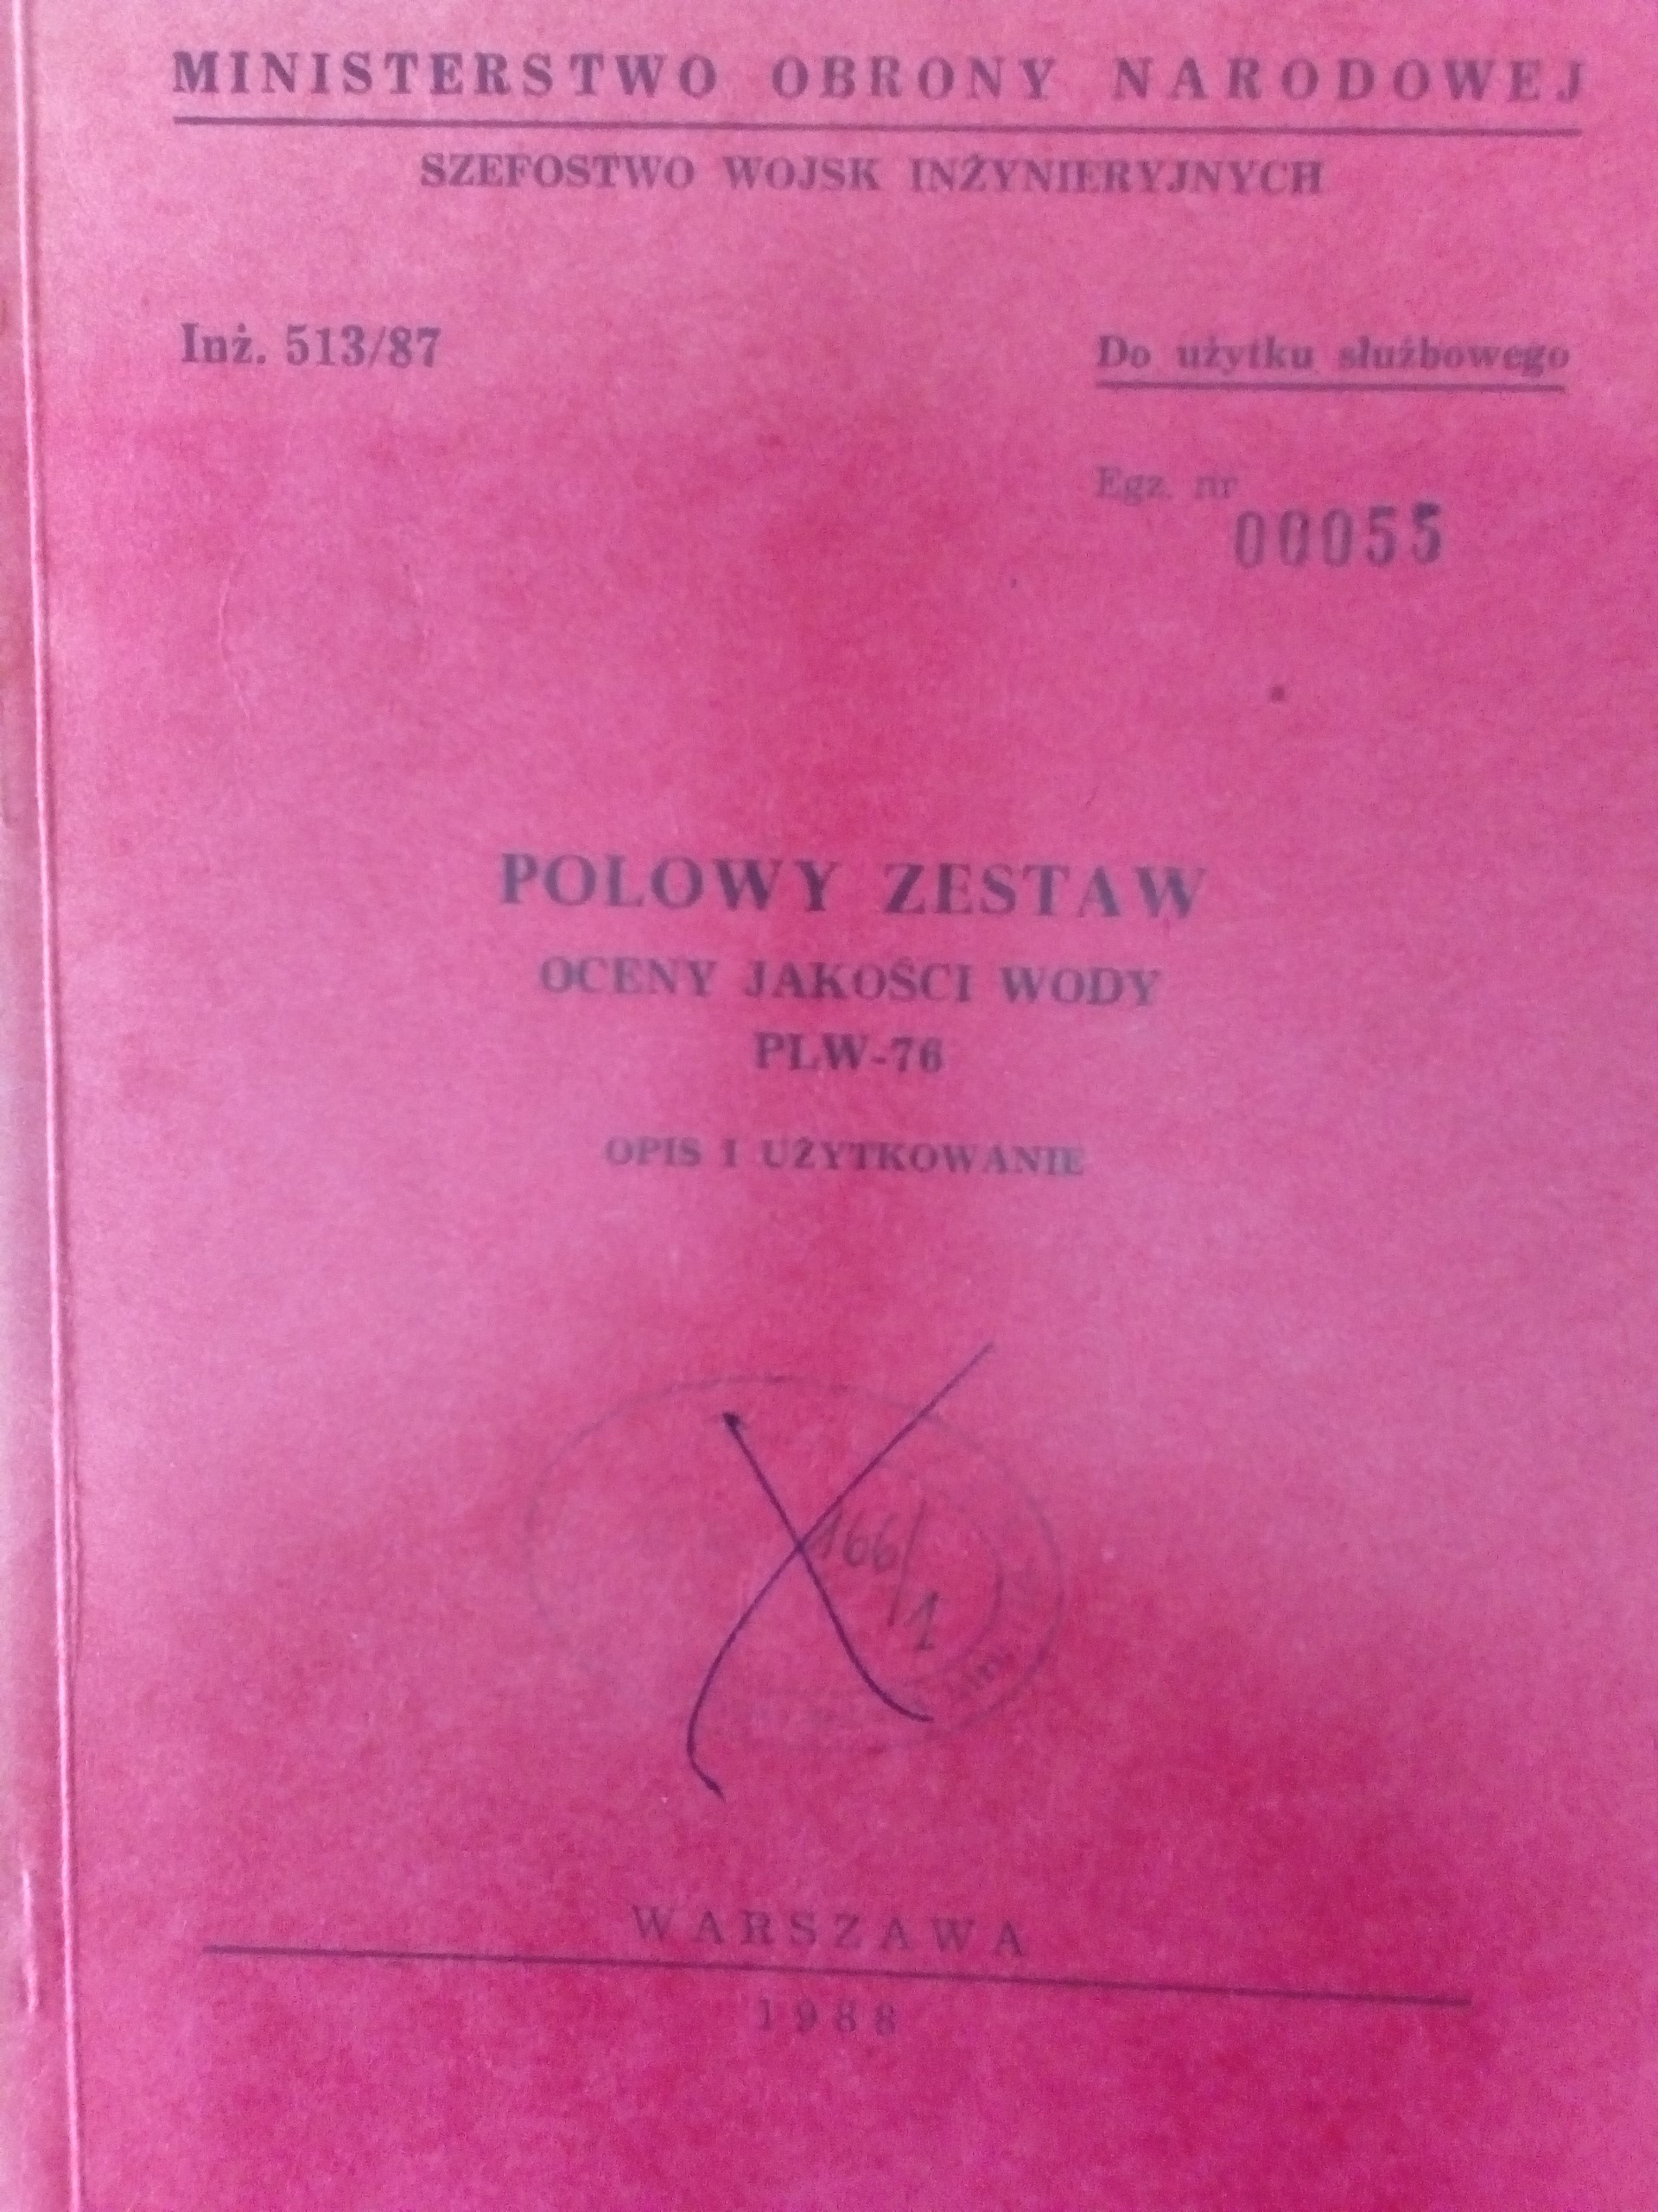 MINISTERSTWO OBRONY NARODOWEJ
SZEFOSTWO WOJSK INŻYNIERYJNYCH
Inż. 513/87
Do użytku służbowego
Egz. nr
00055
POLOWY ZESTAW
OCENY JAKOŚCI WODY
PLW-76
OPIS I UŻYTKOWANIE
166/1
WARSZAWA
1988